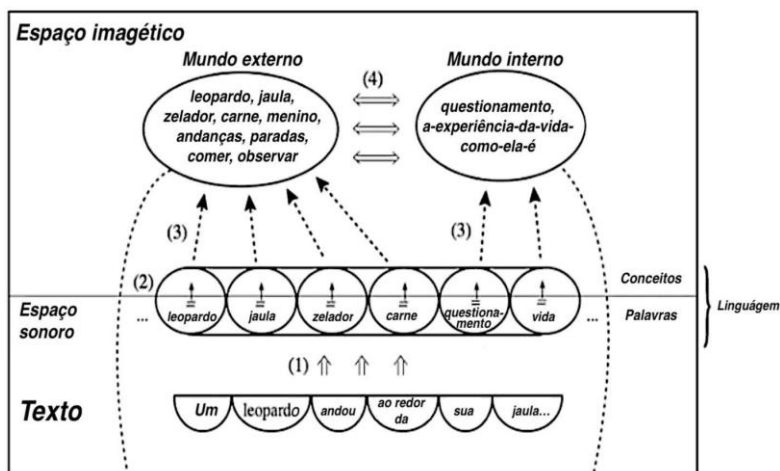 Espaço imagético
Mundo externo
Mundo interno
(4)
leopardo, jaula,
zelador, carne, menino,
andanças, paradas,
comer, observar
questionamento,
a-experiência-da-vida-
como-ela-é
(3)
(3)
(2)
Conceitos
Espaço
sonoro
...
leopardo
jaula
zelador
carne
questiona-
mento
vida
...
Palavras
Linguágem
(1)
Texto
Um
leopardo
andou
ao redor
da
sua
jaula...